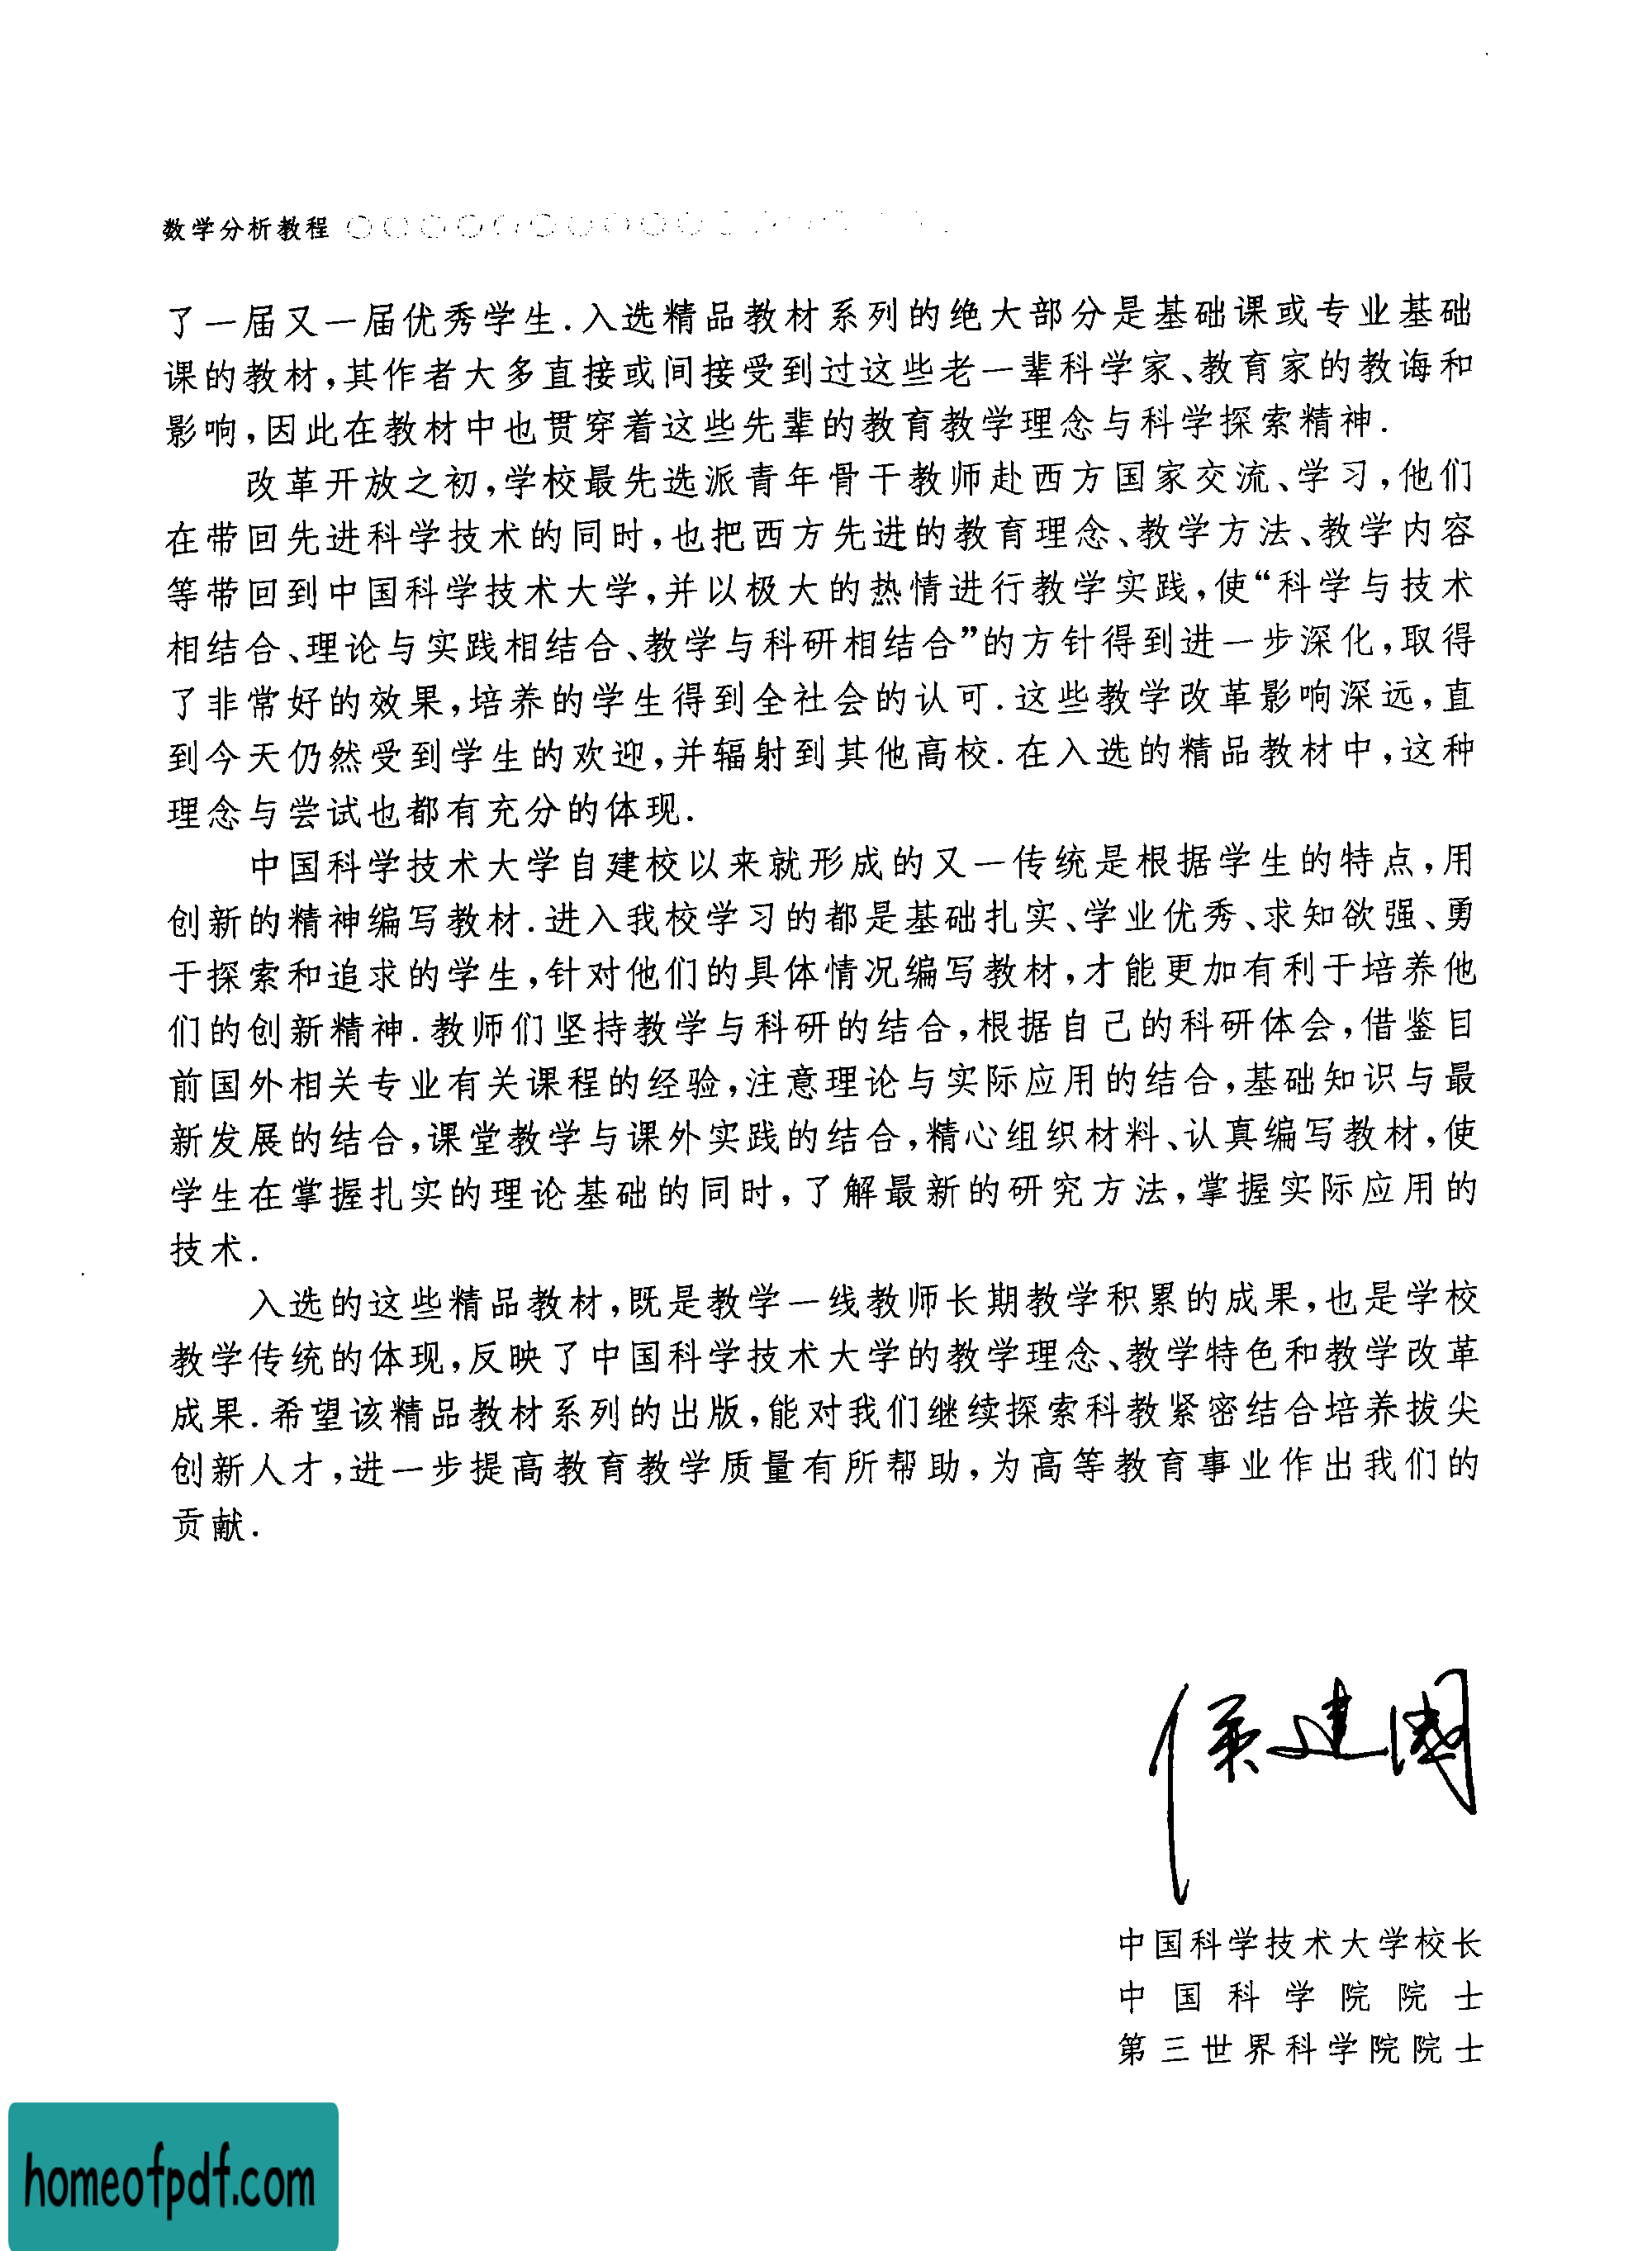 数学分析教程
了一届又一届优秀学生.入选精品教材系列的绝大部分是基础课或专业基础
课的教材,其作者大多直接或间接受到过这些老一辈科学家、教育家的教诲和
影响,因此在教材中也贯穿着这些先辈的教育教学理念与科学探索精神.
改革开放之初,学校最先选派青年骨干教师赴西方国家交流、学习,他们
在带回先进科学技术的同时,也把西方先进的教育理念、教学方法、教学内容
等带回到中国科学技术大学,并以极大的热情进行教学实践,使“科学与技术
相结合、理论与实践相结合、教学与科研相结合”的方针得到进一步深化,取得
了非常好的效果,培养的学生得到全社会的认可.这些教学改革影响深远,直
到今天仍然受到学生的欢迎,并辐射到其他高校.在入选的精品教材中,这种
理念与尝试也都有充分的体现.
中国科学技术大学自建校以来就形成的又一传统是根据学生的特点,用
创新的精神编写教材.进入我校学习的都是基础扎实、学业优秀、求知欲强、勇
于探索和追求的学生,针对他们的具体情况编写教材,才能更加有利于培养他
们的创新精神.教师们坚持教学与科研的结合,根据自己的科研体会,借鉴目
前国外相关专业有关课程的经验,注意理论与实际应用的结合,基础知识与最
新发展的结合,课堂教学与课外实践的结合,精心组织材料、认真编写教材,使
学生在掌握扎实的理论基础的同时,了解最新的研究方法,掌握实际应用的
技术.
入选的这些精品教材,既是教学一线教师长期教学积累的成果,也是学校
教学传统的体现,反映了中国科学技术大学的教学理念、教学特色和教学改革
成果.希望该精品教材系列的出版,能对我们继续探索科教紧密结合培养拔尖
创新人才,进一步提高教育教学质量有所帮助,为高等教育事业作出我们的
贡献.
侯建国
中国科学技术大学校长
中国科学院院士
第三世界科学院院士
homeofpdf.com